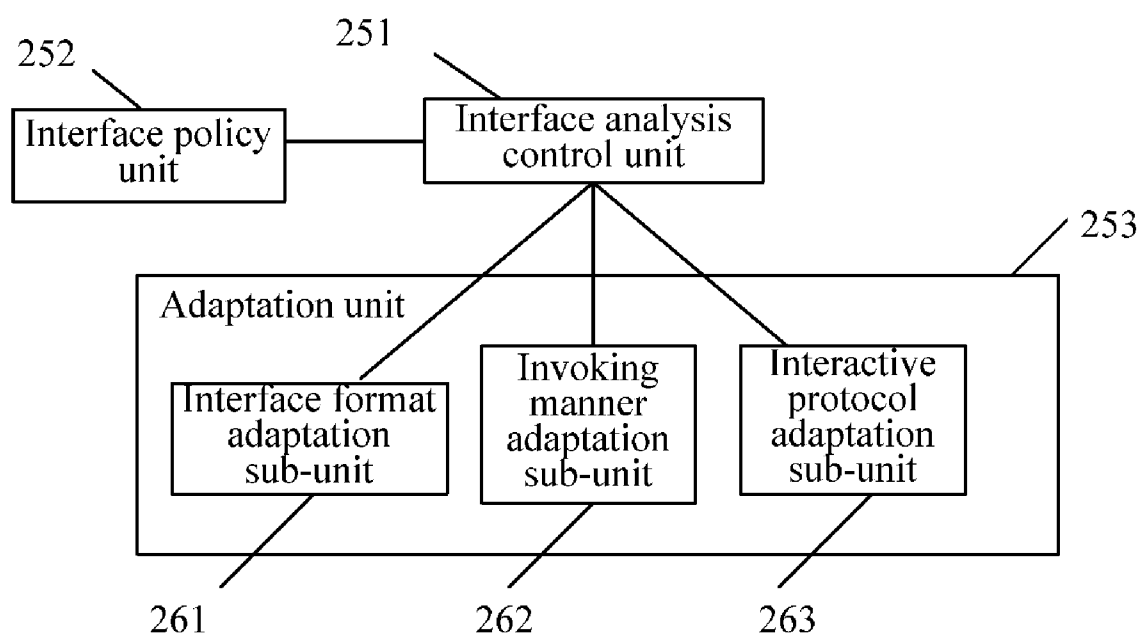 251
252
Interface policy
unit
Interface analysis
control unit
253
Adaptation unit
Interface format
adaptation
sub-unit
Invoking
manner
adaptation
sub-unit
Interactive
protocol
adaptation
sub-unit
261
262
263